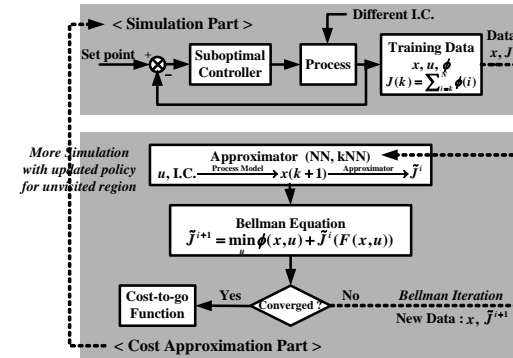 < Simulation Part >
Different I.C.
Set point
+
−
Suboptimal
Controller
Process
Training Data
x, u, ϕ
J(k) = ∑_{i=k}^{N} ϕ(i)
Data
x, J
More Simulation
with updated policy
for unvisited region
Approximator (NN, kNN)
u, I.C. —Process Model→ x(k+1) —Approximator→ J̃^i
Bellman Equation
J̃^{i+1} = min_u ϕ(x,u) + J̃^i(F(x,u))
Cost-to-go
Function
Yes
Converged ?
No
Bellman Iteration
New Data : x, J̃^{i+1}
< Cost Approximation Part >